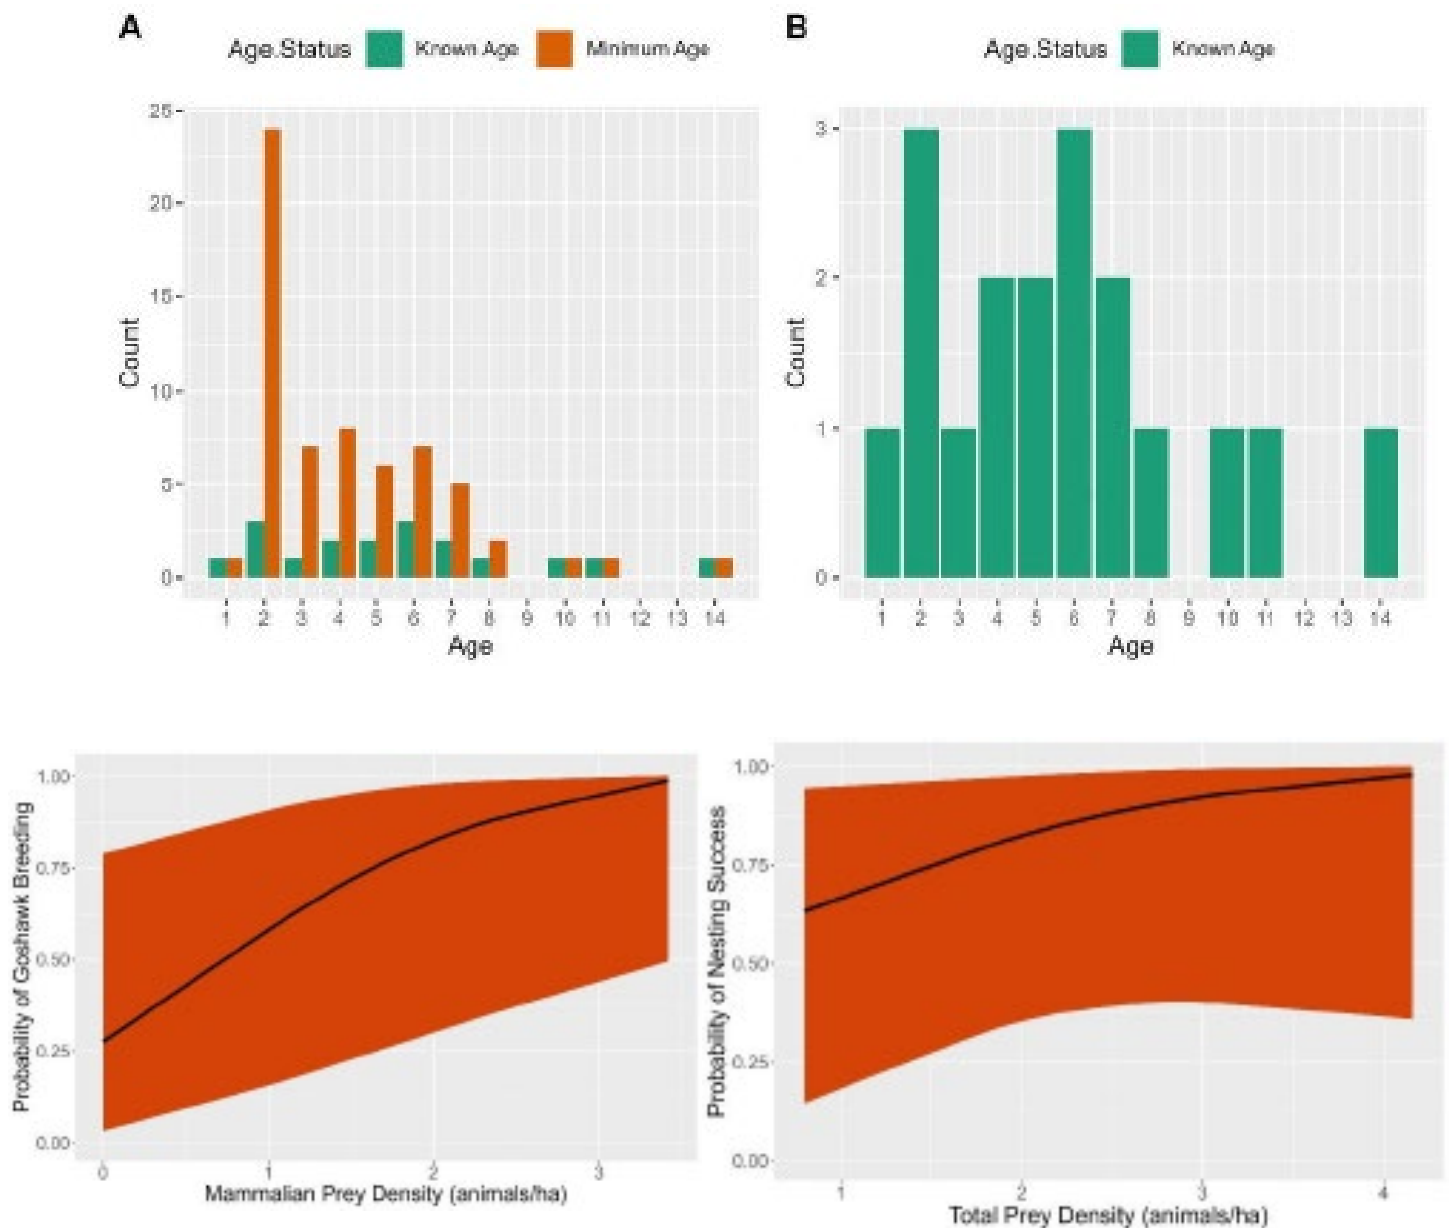 A
Age.Status Known Age Minimum Age
25
20
15
10
5
0
Count
1 2 3 4 5 6 7 8 9 10 11 12 13 14
Age
B
Age.Status Known Age
3
2
1
0
Count
1 2 3 4 5 6 7 8 9 10 11 12 13 14
Age
1.00
0.75
0.50
0.25
0.00
Probability of Goshawk Breeding
0 1 2 3
Mammalian Prey Density (animals/ha)
1.00
0.75
0.50
0.25
0.00
Probability of Nesting Success
1 2 3 4
Total Prey Density (animals/ha)